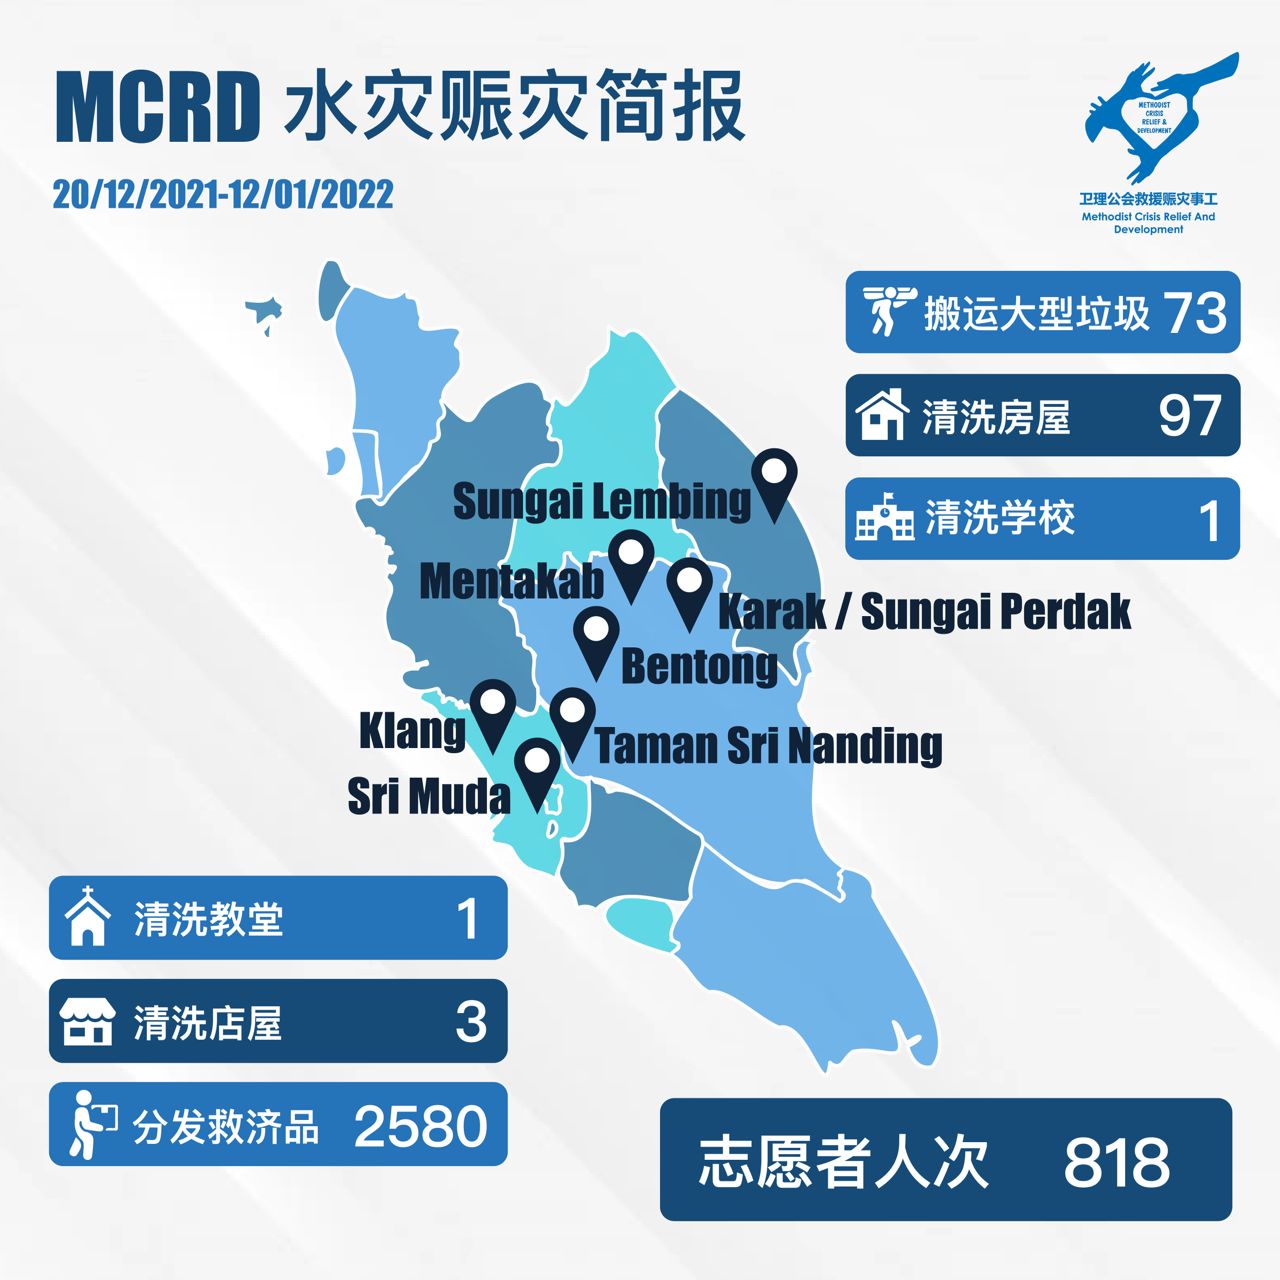 MCRD 水灾赈灾简报
20/12/2021-12/01/2022
METHODIST
CRISIS
RELIEF &
DEVELOPMENT
卫理公会救援赈灾事工
Methodist Crisis Relief And
Development
搬运大型垃圾 73
清洗房屋 97
清洗学校 1
Sungai Lembing
Mentakab
Karak / Sungai Perdak
Bentong
Klang
Taman Sri Nanding
Sri Muda
清洗教堂 1
清洗店屋 3
分发救济品 2580
志愿者人次 818